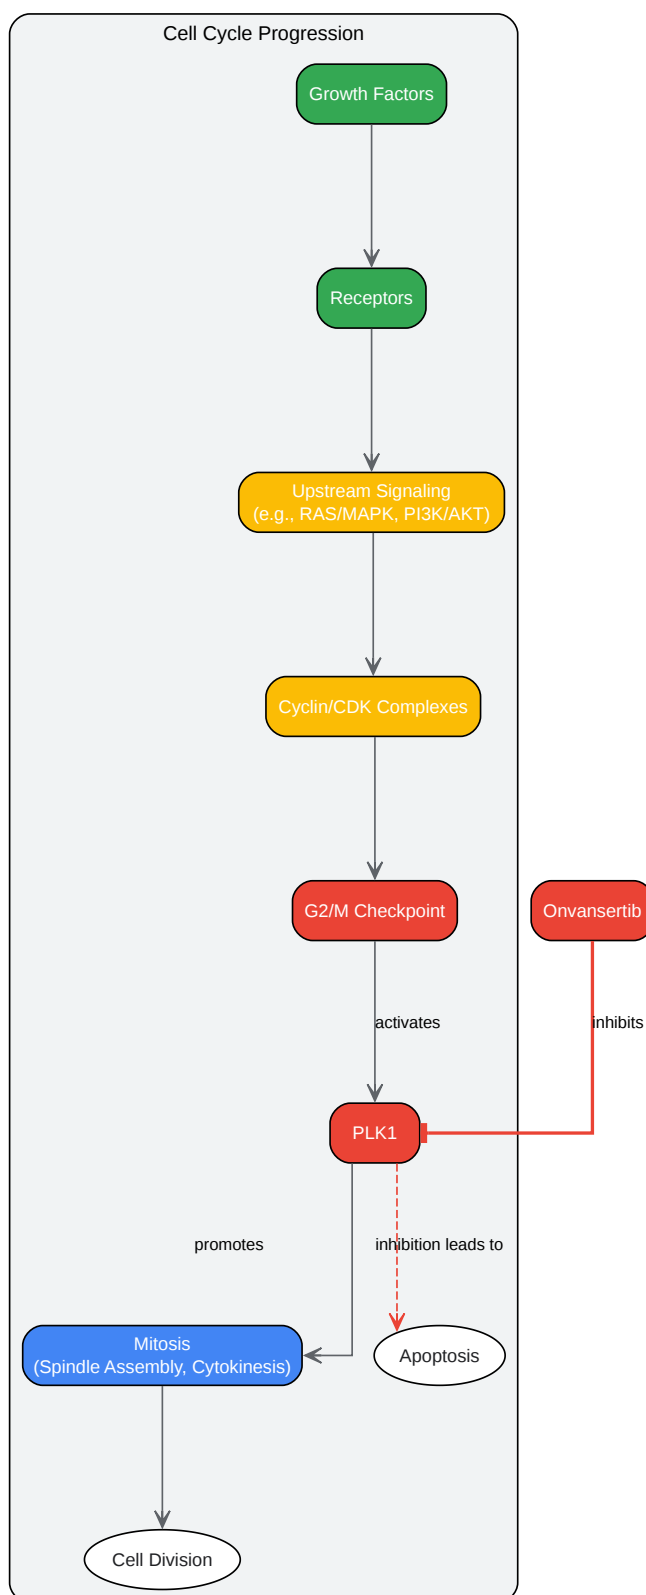 Cell Cycle Progression
Growth Factors
Receptors
Upstream Signaling
(e.g., RAS/MAPK, PI3K/AKT)
Cyclin/CDK Complexes
G2/M Checkpoint
Onvansertib
activates
inhibits
PLK1
promotes
inhibition leads to
Mitosis
(Spindle Assembly, Cytokinesis)
Apoptosis
Cell Division